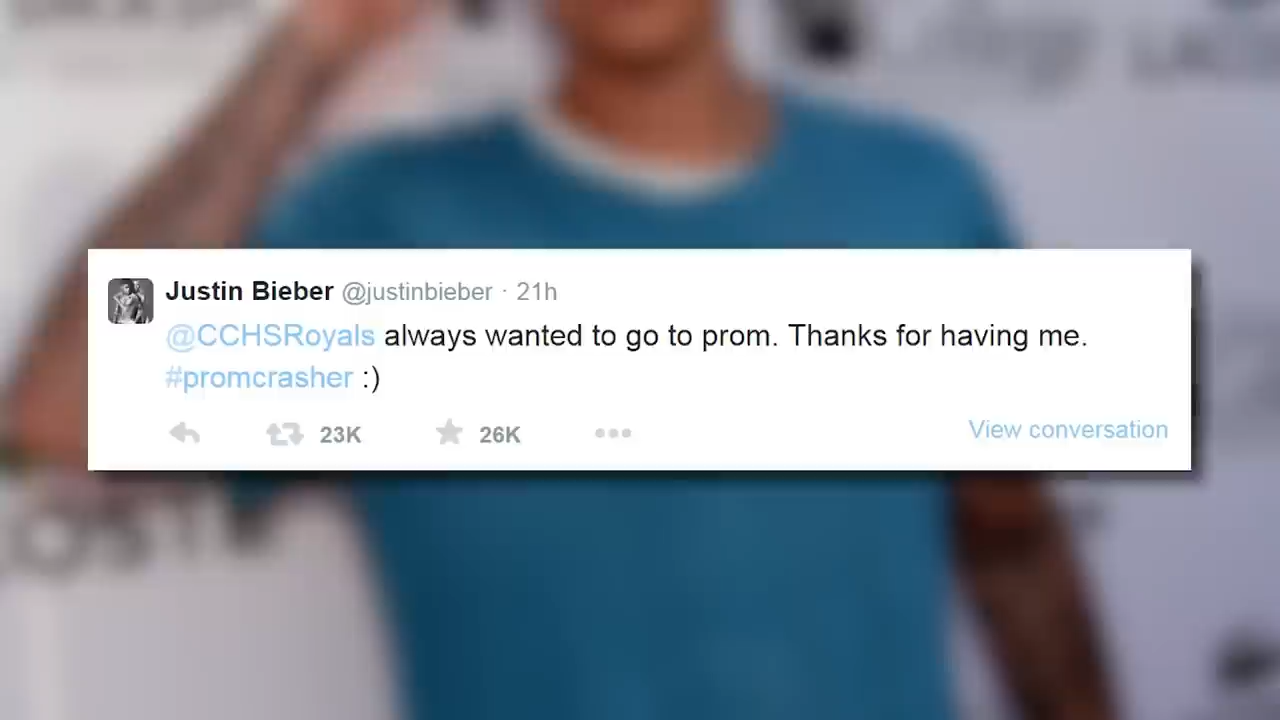 Justin Bieber @justinbieber · 21h
@CCHSRoyals always wanted to go to prom. Thanks for having me.
#promcrasher :)
23K 26K View conversation